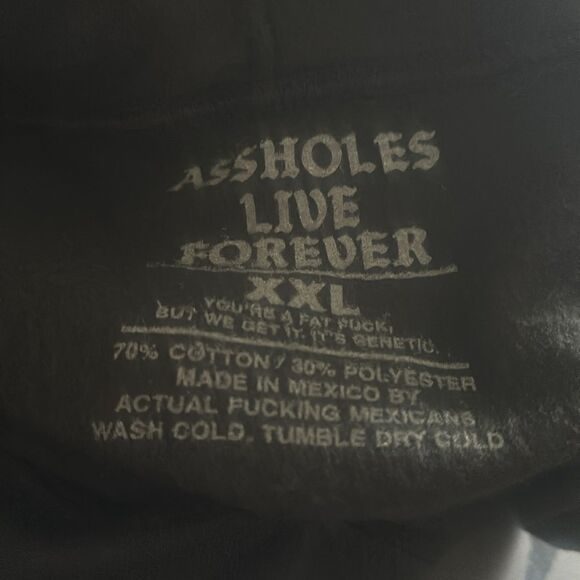 ASSHOLES
LIVE
FOREVER
XXL
YOU'RE A FAT FUCK,
BUT WE GET IT. IT'S GENETIC.
70% COTTON / 30% POLYESTER
MADE IN MEXICO BY
ACTUAL FUCKING MEXICANS
WASH COLD. TUMBLE DRY COLD